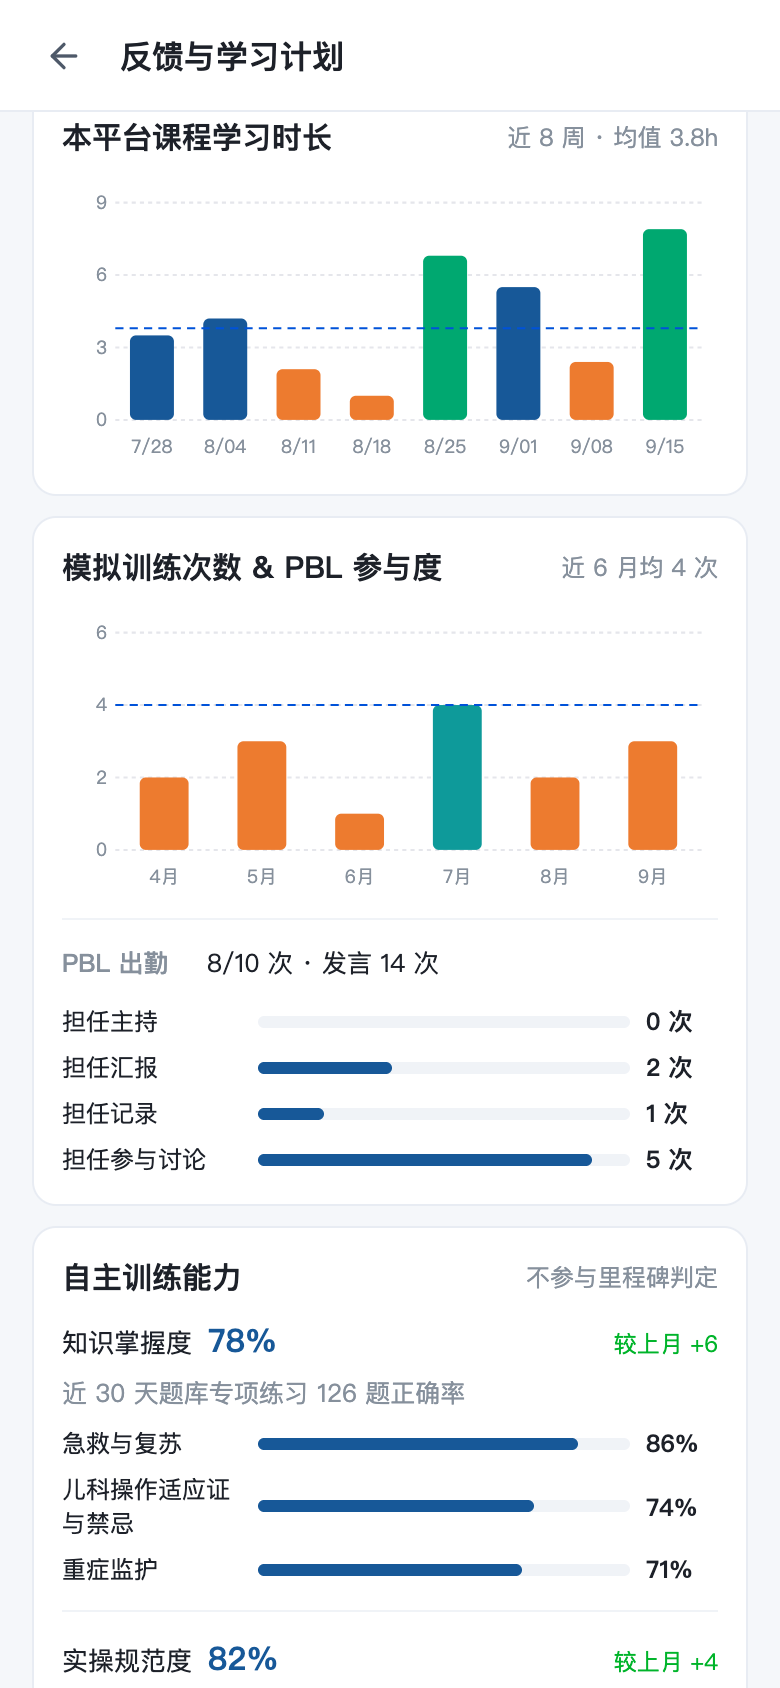 反馈与学习计划
本平台课程学习时长
近 8 周 · 均值 3.8h
9
6
3
0
7/28 8/04 8/11 8/18 8/25 9/01 9/08 9/15
模拟训练次数 & PBL 参与度
近 6 月均 4 次
6
4
2
0
4月 5月 6月 7月 8月 9月
PBL 出勤 8/10 次 · 发言 14 次
担任主持 0 次
担任汇报 2 次
担任记录 1 次
担任参与讨论 5 次
自主训练能力
不参与里程碑判定
知识掌握度 78% 较上月 +6
近 30 天题库专项练习 126 题正确率
急救与复苏 86%
儿科操作适应证
与禁忌
74%
重症监护 71%
实操规范度 82% 较上月 +4